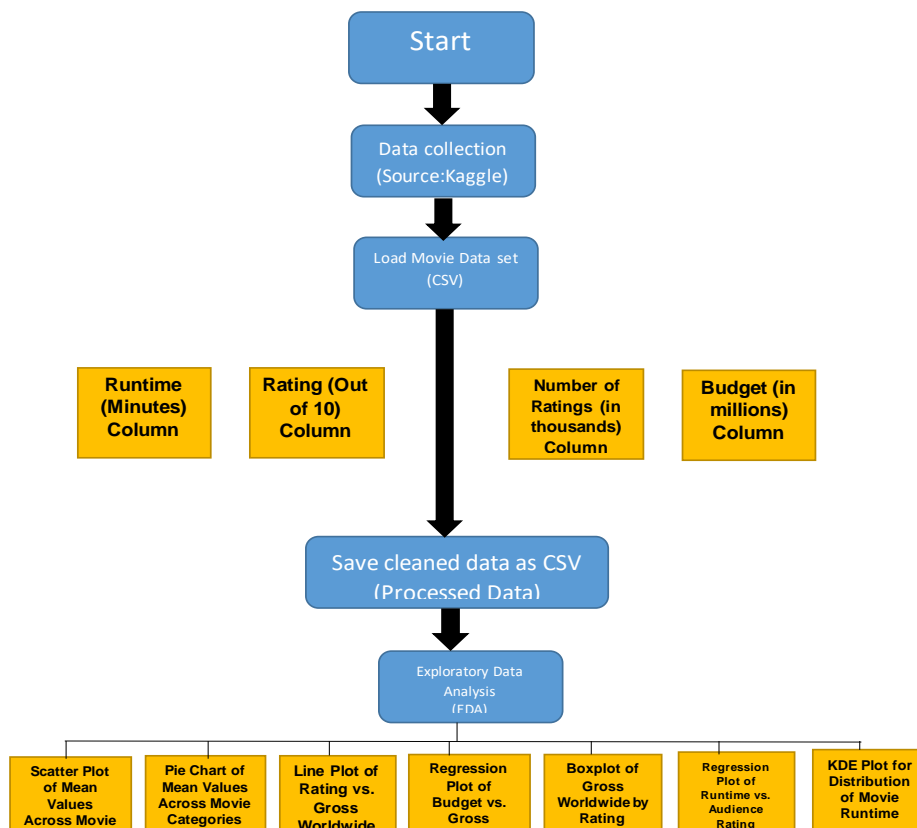 Start
Data collection
(Source:Kaggle)
Load Movie Data set
(CSV)
Runtime
(Minutes)
Column
Rating (Out
of 10)
Column
Number of
Ratings (in
thousands)
Column
Budget (in
millions)
Column
Save cleaned data as CSV
(Processed Data)
Exploratory Data
Analysis
(EDA)
Scatter Plot
of Mean
Values
Across Movie
Pie Chart of
Mean Values
Across Movie
Categories
Line Plot of
Rating vs.
Gross
Worldwide
Regression
Plot of
Budget vs.
Gross
Boxplot of
Gross
Worldwide by
Rating
Regression
Plot of
Runtime vs.
Audience
Rating
KDE Plot for
Distribution
of Movie
Runtime